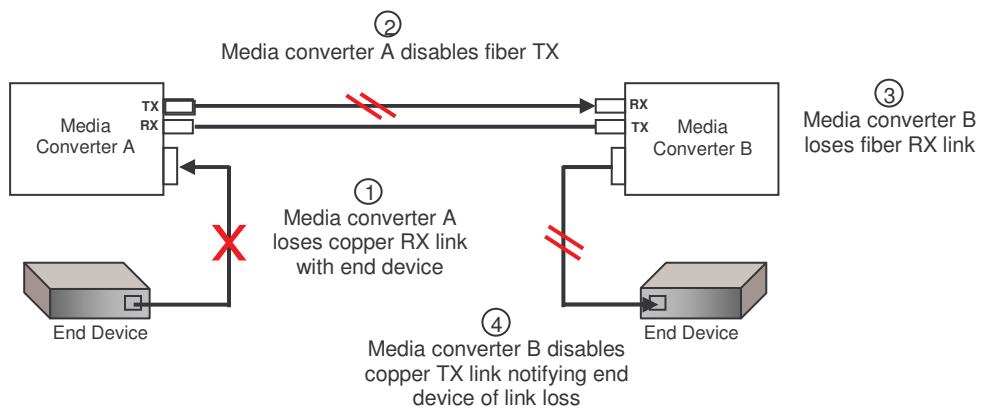 2
Media converter A disables fiber TX
TX
RX
Media
Converter A
RX
TX
Media
Converter B
3
Media converter B
loses fiber RX link
1
Media converter A
loses copper RX link
with end device
End Device
End Device
4
Media converter B disables
copper TX link notifying end
device of link loss